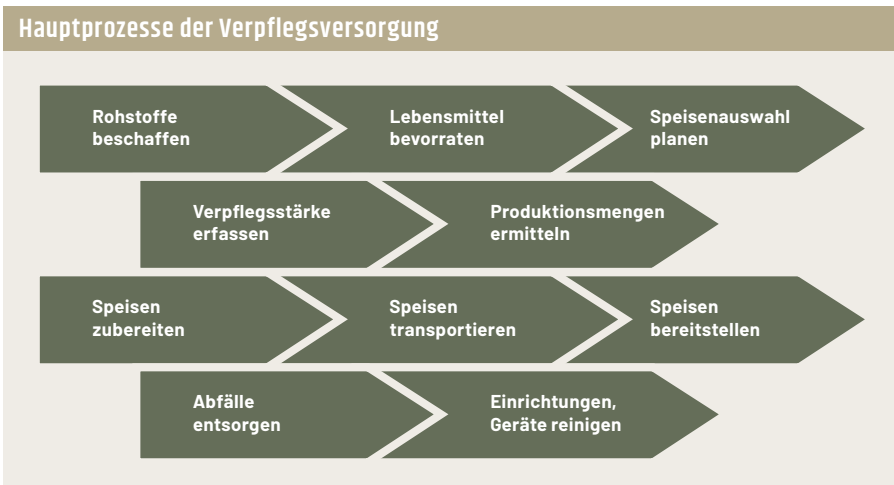 Hauptprozesse der Verpflegsversorgung
Rohstoffe
beschaffen
Lebensmittel
bevorraten
Speisenauswahl
planen
Verpflegsstärke
erfassen
Produktionsmengen
ermitteln
Speisen
zubereiten
Speisen
transportieren
Speisen
bereitstellen
Abfälle
entsorgen
Einrichtungen,
Geräte reinigen